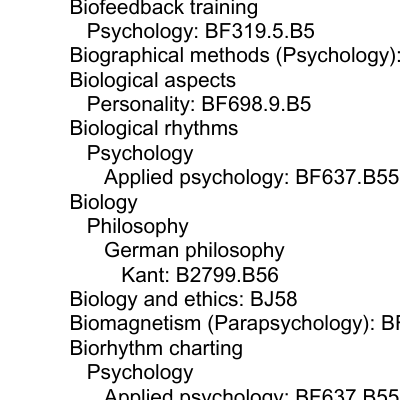 Biofeedback training
Psychology: BF319.5.B5
Biographical methods (Psychology):
Biological aspects
Personality: BF698.9.B5
Biological rhythms
Psychology
Applied psychology: BF637.B55
Biology
Philosophy
German philosophy
Kant: B2799.B56
Biology and ethics: BJ58
Biomagnetism (Parapsychology):
Biorhythm charting
Psychology
Applied psychology: BF637.B55